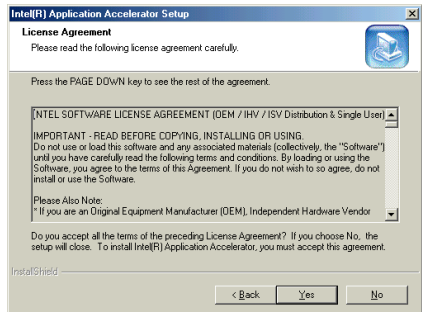 Intel(R) Application Accelerator Setup
License Agreement
Please read the following license agreement carefully.
Press the PAGE DOWN key to see the rest of the agreement.
INTEL SOFTWARE LICENSE AGREEMENT (OEM / IHV / ISV Distribution & Single User)
IMPORTANT - READ BEFORE COPYING, INSTALLING OR USING.
Do not use or load this software and any associated materials (collectively, the "Software")
until you have carefully read the following terms and conditions. By loading or using the
Software, you agree to the terms of this Agreement. If you do not wish to so agree, do not
install or use the Software.
Please Also Note:
* If you are an Original Equipment Manufacturer (OEM), Independent Hardware Vendor
Do you accept all the terms of the preceding License Agreement? If you choose No, the
setup will close. To install Intel(R) Application Accelerator, you must accept this agreement.
InstallShield
< Back
Yes
No